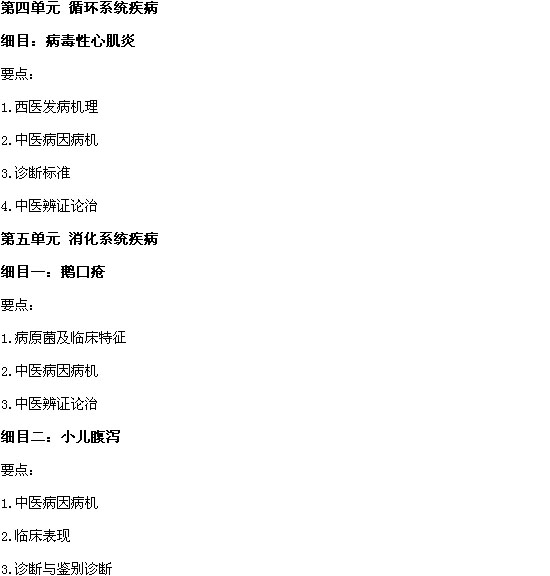 第四单元 循环系统疾病
细目：病毒性心肌炎
要点：
1.西医发病机理
2.中医病因病机
3.诊断标准
4.中医辨证论治
第五单元 消化系统疾病
细目一：鹅口疮
要点：
1.病原菌及临床特征
2.中医病因病机
3.中医辨证论治
细目二：小儿腹泻
要点：
1.中医病因病机
2.临床表现
3.诊断与鉴别诊断